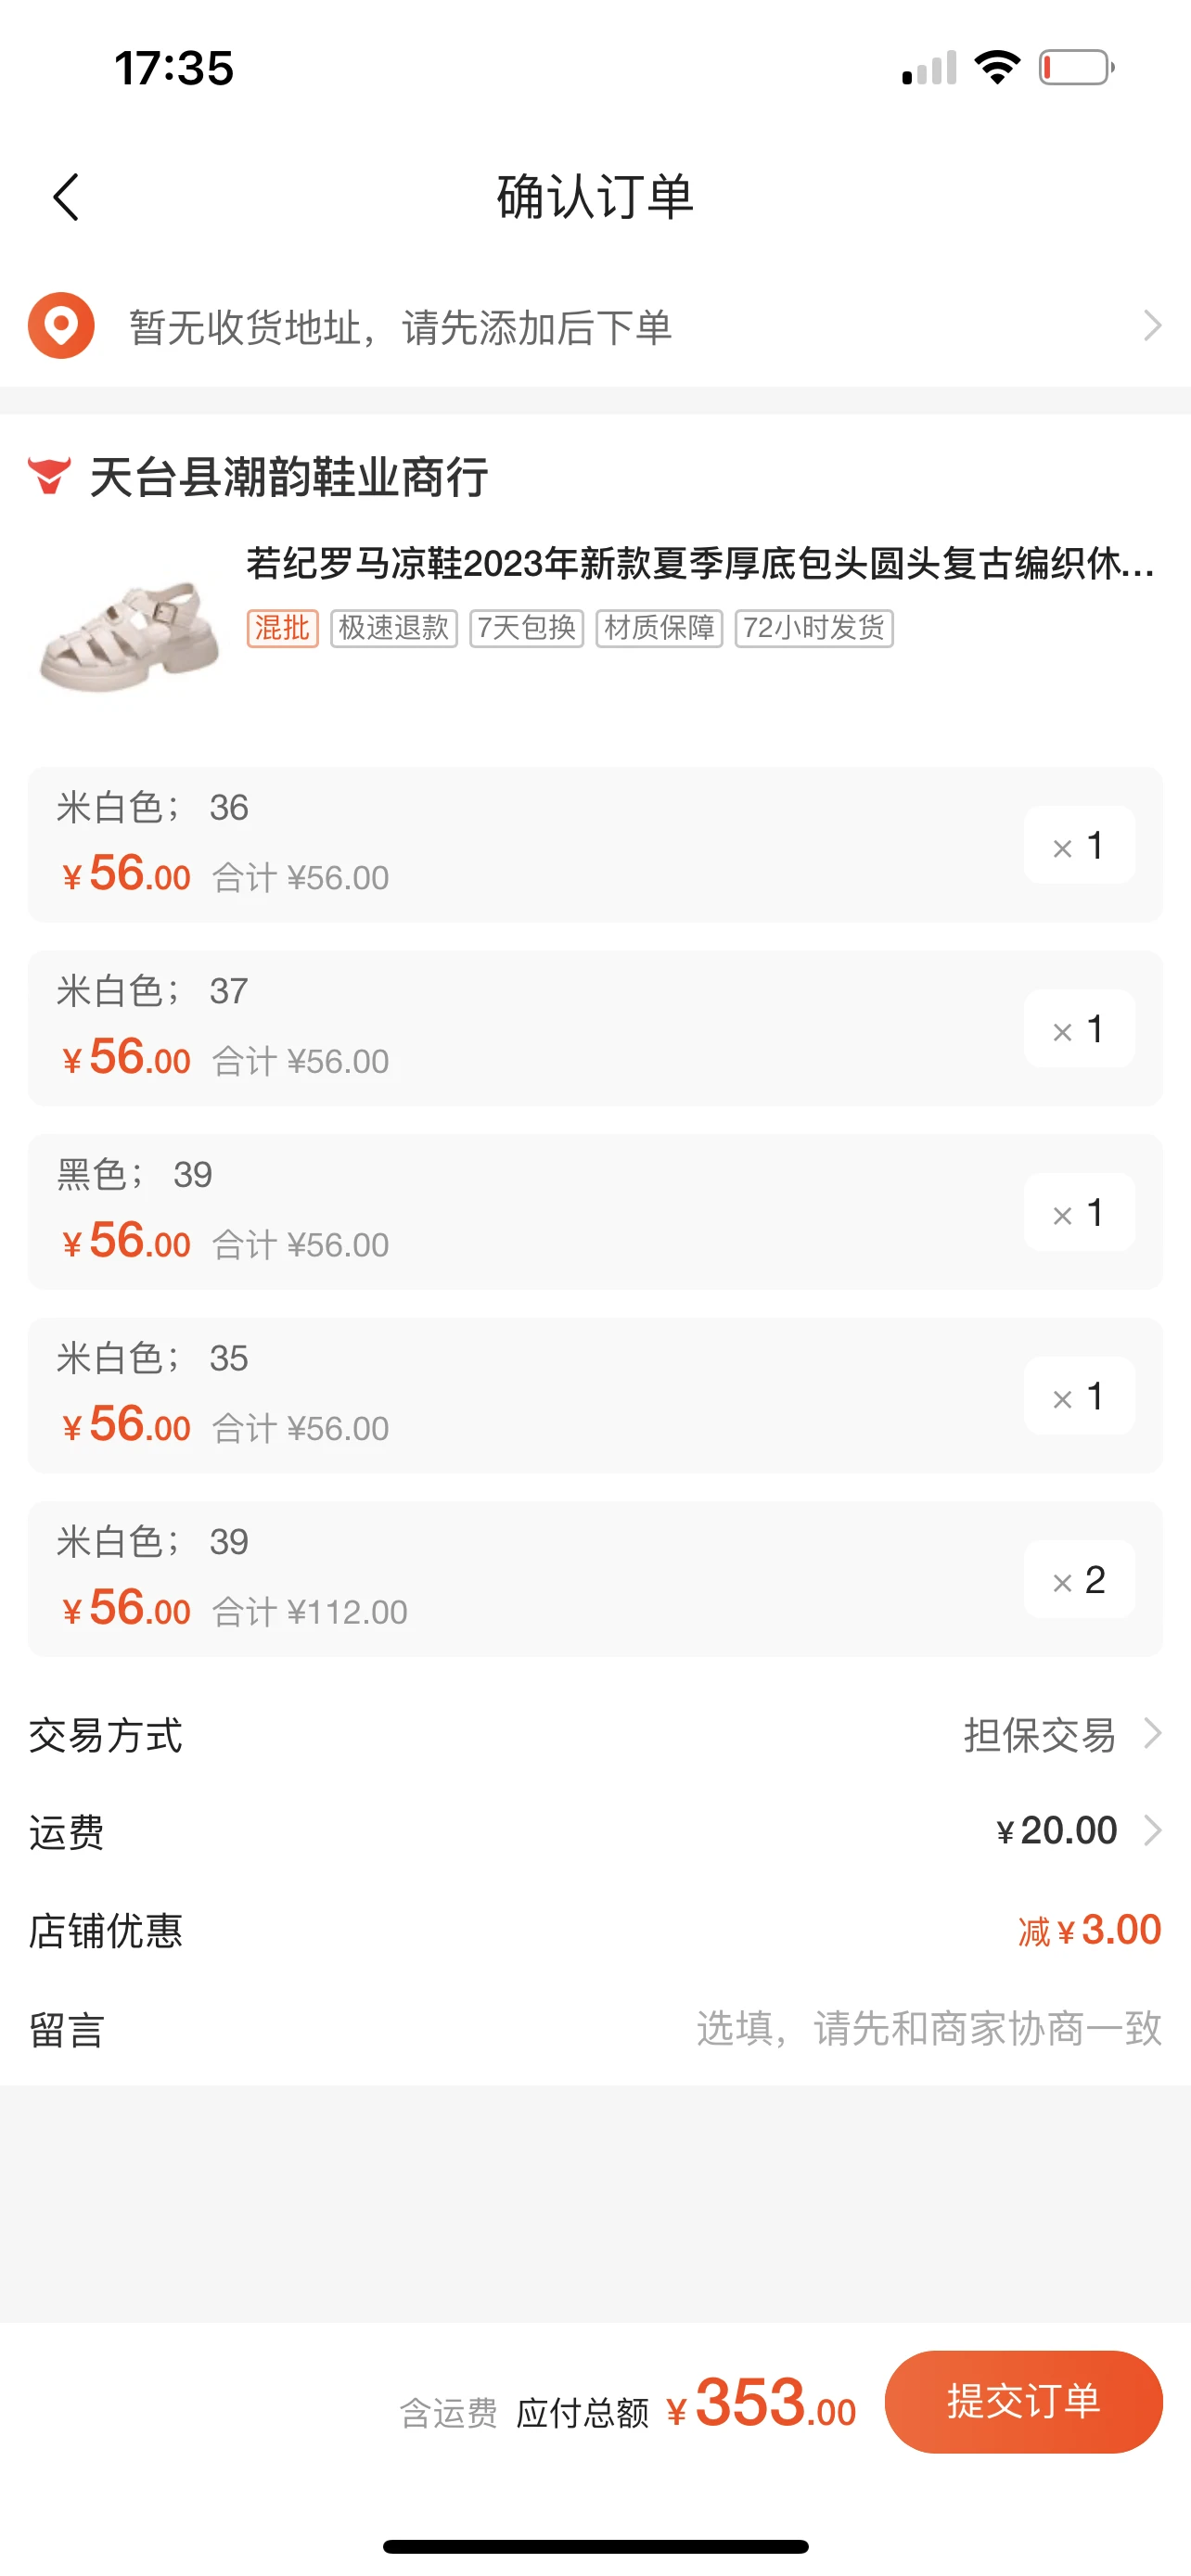 17:35
确认订单
暂无收货地址，请先添加后下单
天台县潮韵鞋业商行
若纪罗马凉鞋2023年新款夏季厚底包头圆头复古编织休...
混批 极速退款 7天包换 材质保障 72小时发货
米白色； 36
¥56.00 合计 ¥56.00
× 1
米白色； 37
¥56.00 合计 ¥56.00
× 1
黑色； 39
¥56.00 合计 ¥56.00
× 1
米白色； 35
¥56.00 合计 ¥56.00
× 1
米白色； 39
¥56.00 合计 ¥112.00
× 2
交易方式 担保交易
运费 ¥20.00
店铺优惠 减¥3.00
留言 选填，请先和商家协商一致
含运费 应付总额 ¥353.00 提交订单